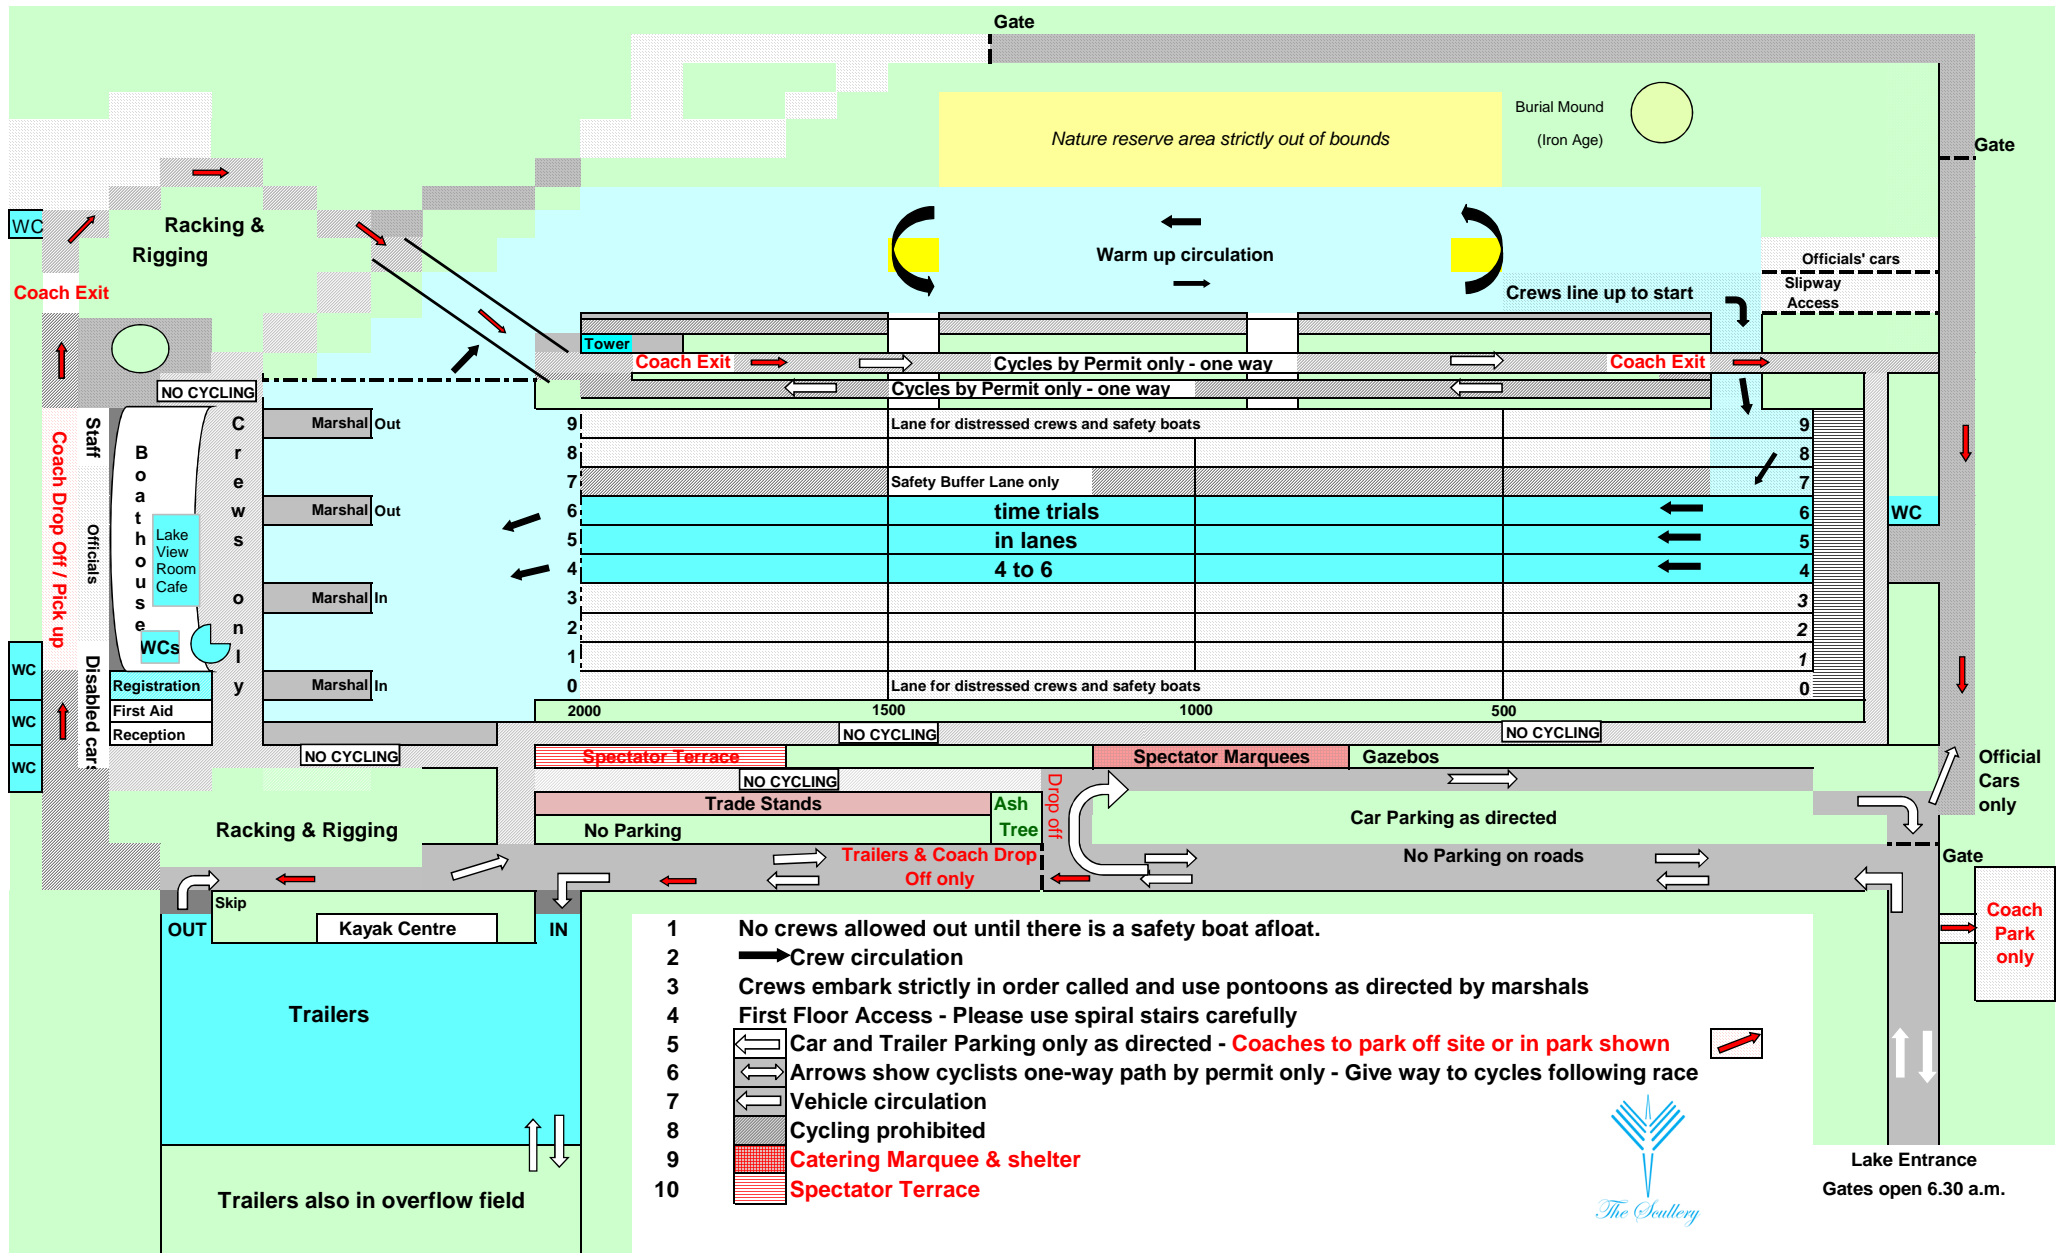 Gate
Burial Mound
(Iron Age)
Nature reserve area strictly out of bounds
Gate
WC
Racking &
Rigging
Warm up circulation
Officials' cars
Slipway
Access
Coach Exit
Crews line up to start
Tower
Coach Exit
Cycles by Permit only - one way
Coach Exit
NO CYCLING
Cycles by Permit only - one way
Coach Drop Off / Pick up
Staff
Officials
Disabled cars
Boathouse
Lake
View
Room
Cafe
WCs
Crews only
Marshal Out
Marshal Out
Marshal In
Marshal In
9 Lane for distressed crews and safety boats 9
8 8
7 Safety Buffer Lane only 7
6 time trials 6
5 in lanes 5
4 4 to 6 4
3 3
2 2
1 1
0 Lane for distressed crews and safety boats 0
WC
WC
WC
WC
Registration
First Aid
Reception
2000 1500 1000 500
NO CYCLING
NO CYCLING
NO CYCLING
Spectator Terrace
Spectator Marquees
Gazebos
Official
Cars
only
NO CYCLING
Drop off
Trade Stands
Ash
Tree
No Parking
Car Parking as directed
Racking & Rigging
Trailers & Coach Drop
Off only
No Parking on roads
Gate
Skip
OUT
Kayak Centre
IN
Coach
Park
only
Trailers
Trailers also in overflow field
1 No crews allowed out until there is a safety boat afloat.
2 Crew circulation
3 Crews embark strictly in order called and use pontoons as directed by marshals
4 First Floor Access - Please use spiral stairs carefully
5 Car and Trailer Parking only as directed - Coaches to park off site or in park shown
6 Arrows show cyclists one-way path by permit only - Give way to cycles following race
7 Vehicle circulation
8 Cycling prohibited
9 Catering Marquee & shelter
10 Spectator Terrace
The Scullery
Lake Entrance
Gates open 6.30 a.m.